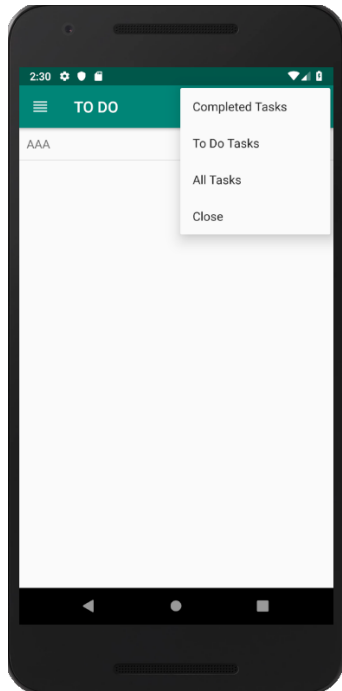 2:30
TO DO
Completed Tasks
AAA
To Do Tasks
All Tasks
Close